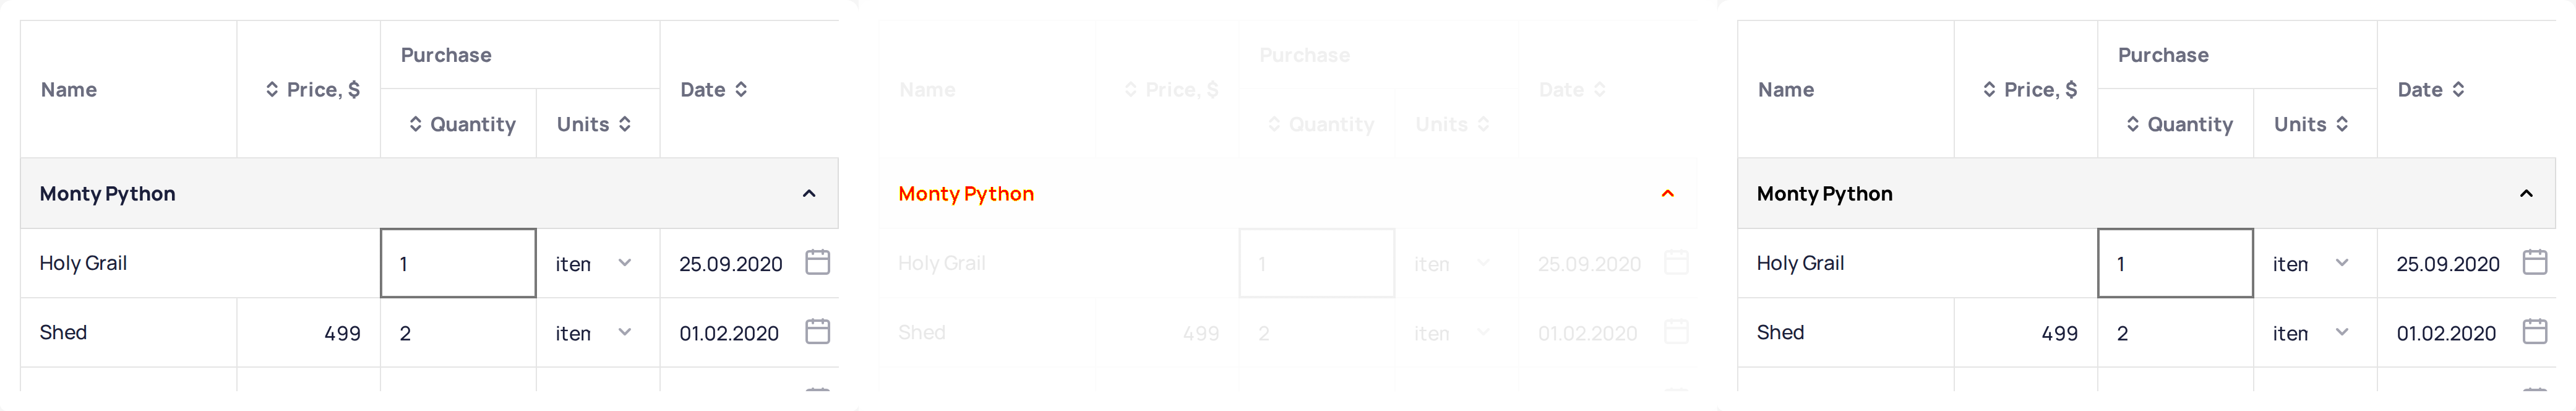 Purchase
Name
Price, $
Date
Quantity
Units
Monty Python
Holy Grail
1
iten
25.09.2020
Shed
499
2
iten
01.02.2020
Purchase
Name
Price, $
Date
Quantity
Units
Monty Python
Holy Grail
1
iten
25.09.2020
Shed
499
2
iten
01.02.2020
Purchase
Name
Price, $
Date
Quantity
Units
Monty Python
Holy Grail
1
iten
25.09.2020
Shed
499
2
iten
01.02.2020